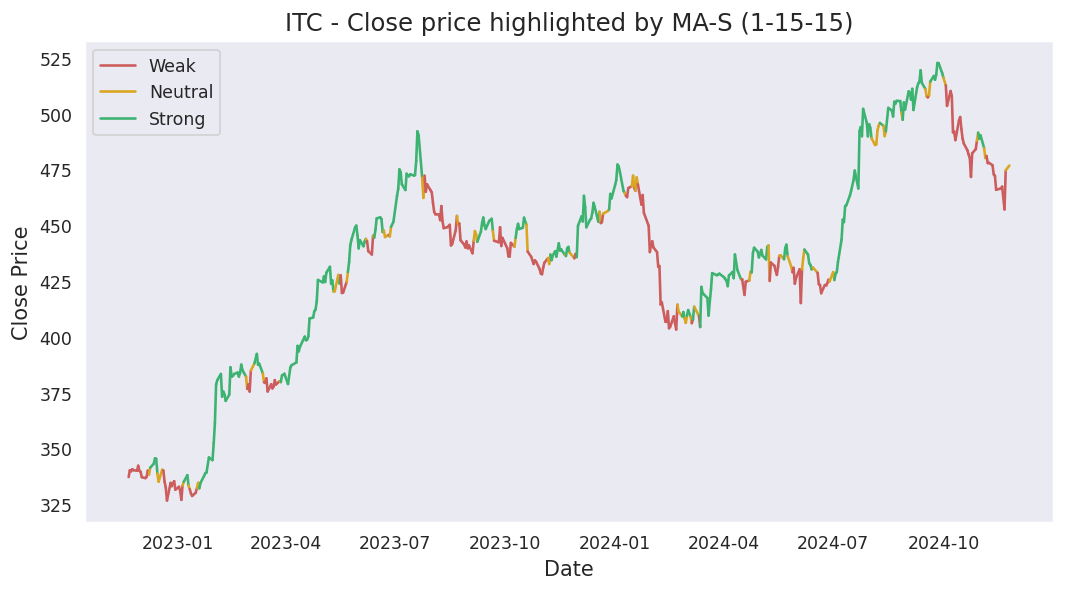 ITC - Close price highlighted by MA-S (1-15-15)
Weak
Neutral
Strong
Close Price
525
500
475
450
425
400
375
350
325
2023-01 2023-04 2023-07 2023-10 2024-01 2024-04 2024-07 2024-10
Date